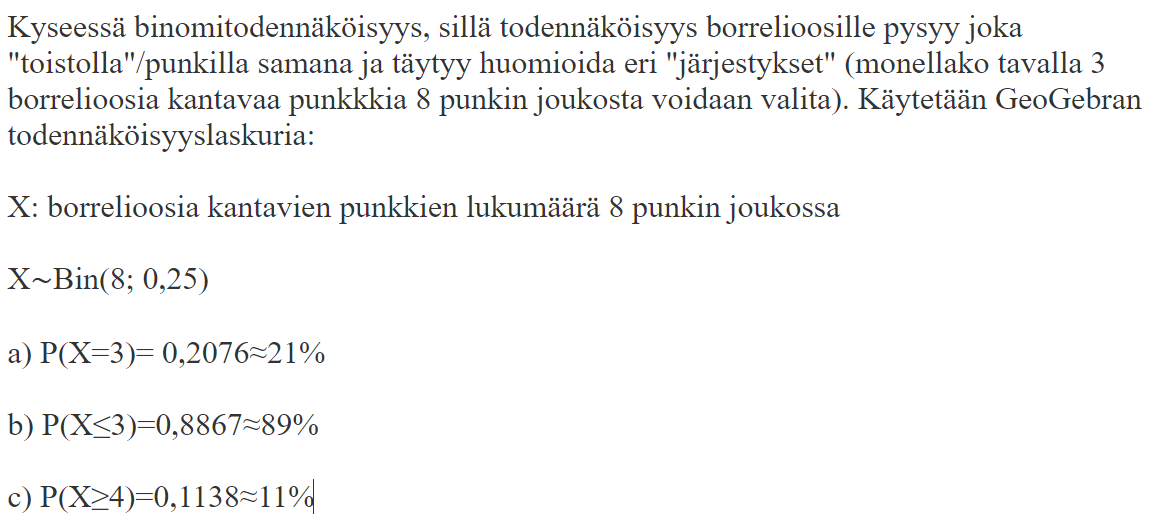 Kyseessä binomitodennäköisyys, sillä todennäköisyys borrelioosille pysyy joka
"toistolla"/punkilla samana ja täytyy huomioida eri "järjestykset" (monellako tavalla 3
borrelioosia kantavaa punkkkia 8 punkin joukosta voidaan valita). Käytetään GeoGebran
todennäköisyyslaskuria:
X: borrelioosia kantavien punkkien lukumäärä 8 punkin joukossa
X~Bin(8; 0,25)
a) P(X=3)= 0,2076≈21%
b) P(X≤3)=0,8867≈89%
c) P(X≥4)=0,1138≈11%